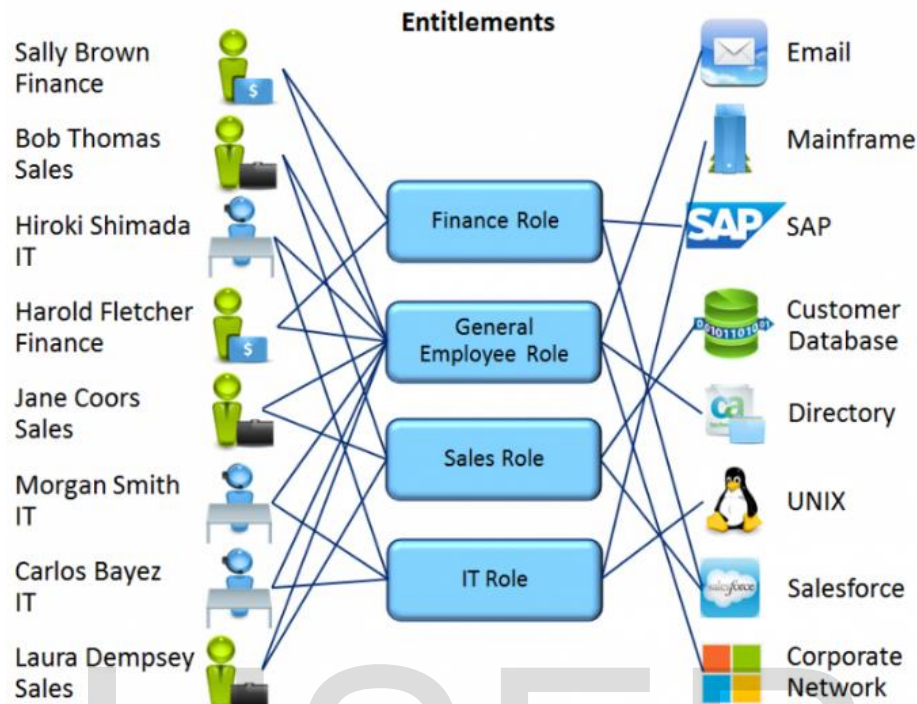 Entitlements
Sally Brown
Finance
$
Bob Thomas
Sales
Hiroki Shimada
IT
Harold Fletcher
Finance
$
Jane Coors
Sales
Morgan Smith
IT
Carlos Bayez
IT
Laura Dempsey
Sales
Finance Role
General
Employee Role
Sales Role
IT Role
Email
Mainframe
SAP
SAP
Customer
Database
Directory
ca
UNIX
salesforce
Salesforce
Corporate
Network